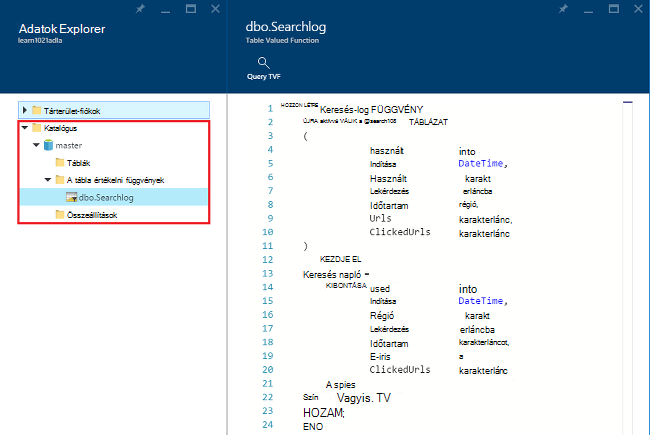 Adatok Explorer
learn1021adla
Tárterület-fiókok
Katalógus
master
Táblák
A tábla értékelni függvények
dbo.Searchlog
Összeállítások
dbo.Searchlog
Table Valued Function
Query TVF
1 HOZZON LÉTRE Keresés-log FÜGGVÉNY
2 ÚJRA aktívvá VÁLIK a @search108 TÁBLÁZAT
3 (
4 használt into
5 Indítása DateTime,
6 Használt karakt
7 Lekérdezés erláncba
8 Időtartam régió,
9 Urls karakterlánc,
10 ClickedUrls karakterlánc
11 )
12 KEZDJE EL
13 Keresés napló =
14 KIBONTÁSA used into
15 Indítása DateTime,
16 Régió karakt
17 Lekérdezés erláncba
18 Időtartam karakterláncot,
19 E-iris a
20 ClickedUrls karakterlánc
21 A spies
22 Szín Vagyis. TV
23 HOZAM;
24 ENO